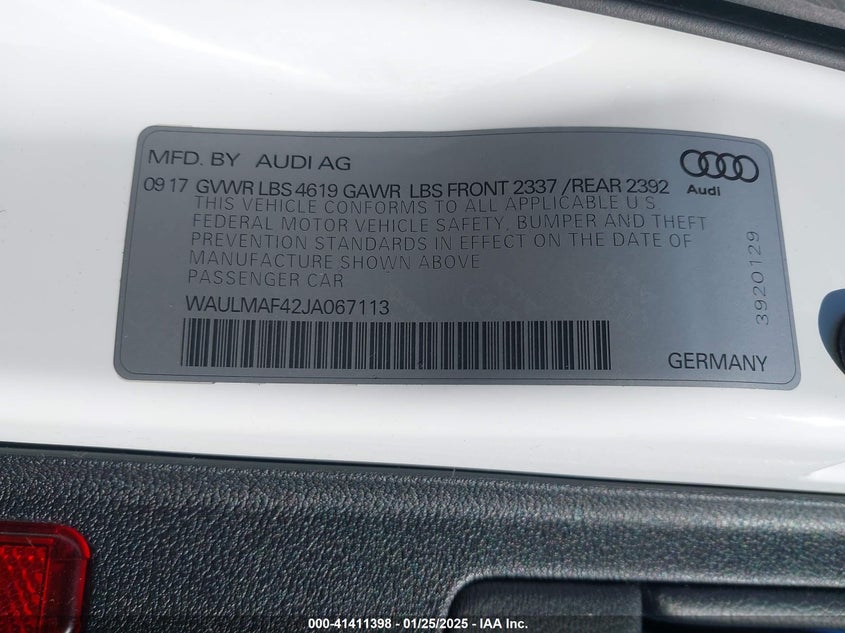 MFD. BY AUDI AG
09 17 GVWR LBS 4619 GAWR LBS FRONT 2337 /REAR 2392
Audi
THIS VEHICLE CONFORMS TO ALL APPLICABLE U S
FEDERAL MOTOR VEHICLE SAFETY, BUMPER AND THEFT
PREVENTION STANDARDS IN EFFECT ON THE DATE OF
MANUFACTURE SHOWN ABOVE
PASSENGER CAR
3920129
WAULMAF42JA067113
GERMANY
000-41411398 - 01/25/2025 - IAA Inc.